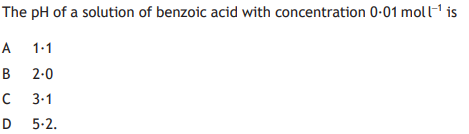 The pH of a solution of benzoic acid with concentration 0·01 mol l⁻¹ is
A 1·1
B 2·0
C 3·1
D 5·2.